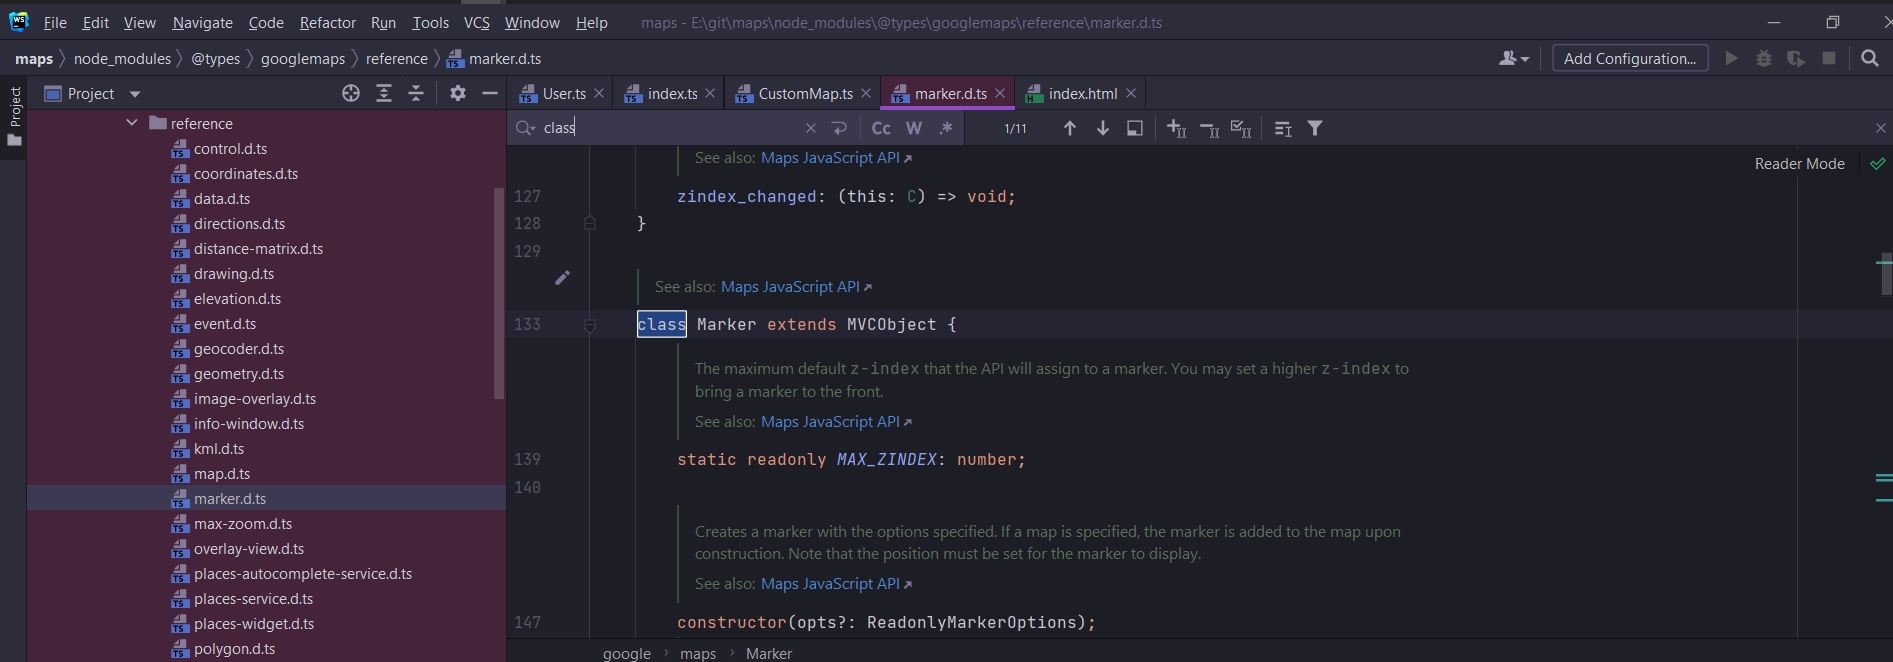 WS File Edit View Navigate Code Refactor Run Tools VCS Window Help maps - E:\git\maps\node_modules\@types\googlemaps\reference\marker.d.ts
maps node_modules @types googlemaps reference marker.d.ts Add Configuration...
Project
Project
reference
control.d.ts
coordinates.d.ts
data.d.ts
directions.d.ts
distance-matrix.d.ts
drawing.d.ts
elevation.d.ts
event.d.ts
geocoder.d.ts
geometry.d.ts
image-overlay.d.ts
info-window.d.ts
kml.d.ts
map.d.ts
marker.d.ts
max-zoom.d.ts
overlay-view.d.ts
places-autocomplete-service.d.ts
places-service.d.ts
places-widget.d.ts
polygon.d.ts
User.ts index.ts CustomMap.ts marker.d.ts index.html
class Cc W .* 1/11
Reader Mode
See also: Maps JavaScript API
127 zindex_changed: (this: C) => void;
128 }
129
See also: Maps JavaScript API
133 class Marker extends MVCObject {
The maximum default z-index that the API will assign to a marker. You may set a higher z-index to
bring a marker to the front.
See also: Maps JavaScript API
139 static readonly MAX_ZINDEX: number;
140
Creates a marker with the options specified. If a map is specified, the marker is added to the map upon
construction. Note that the position must be set for the marker to display.
See also: Maps JavaScript API
147 constructor(opts?: ReadonlyMarkerOptions);
google maps Marker